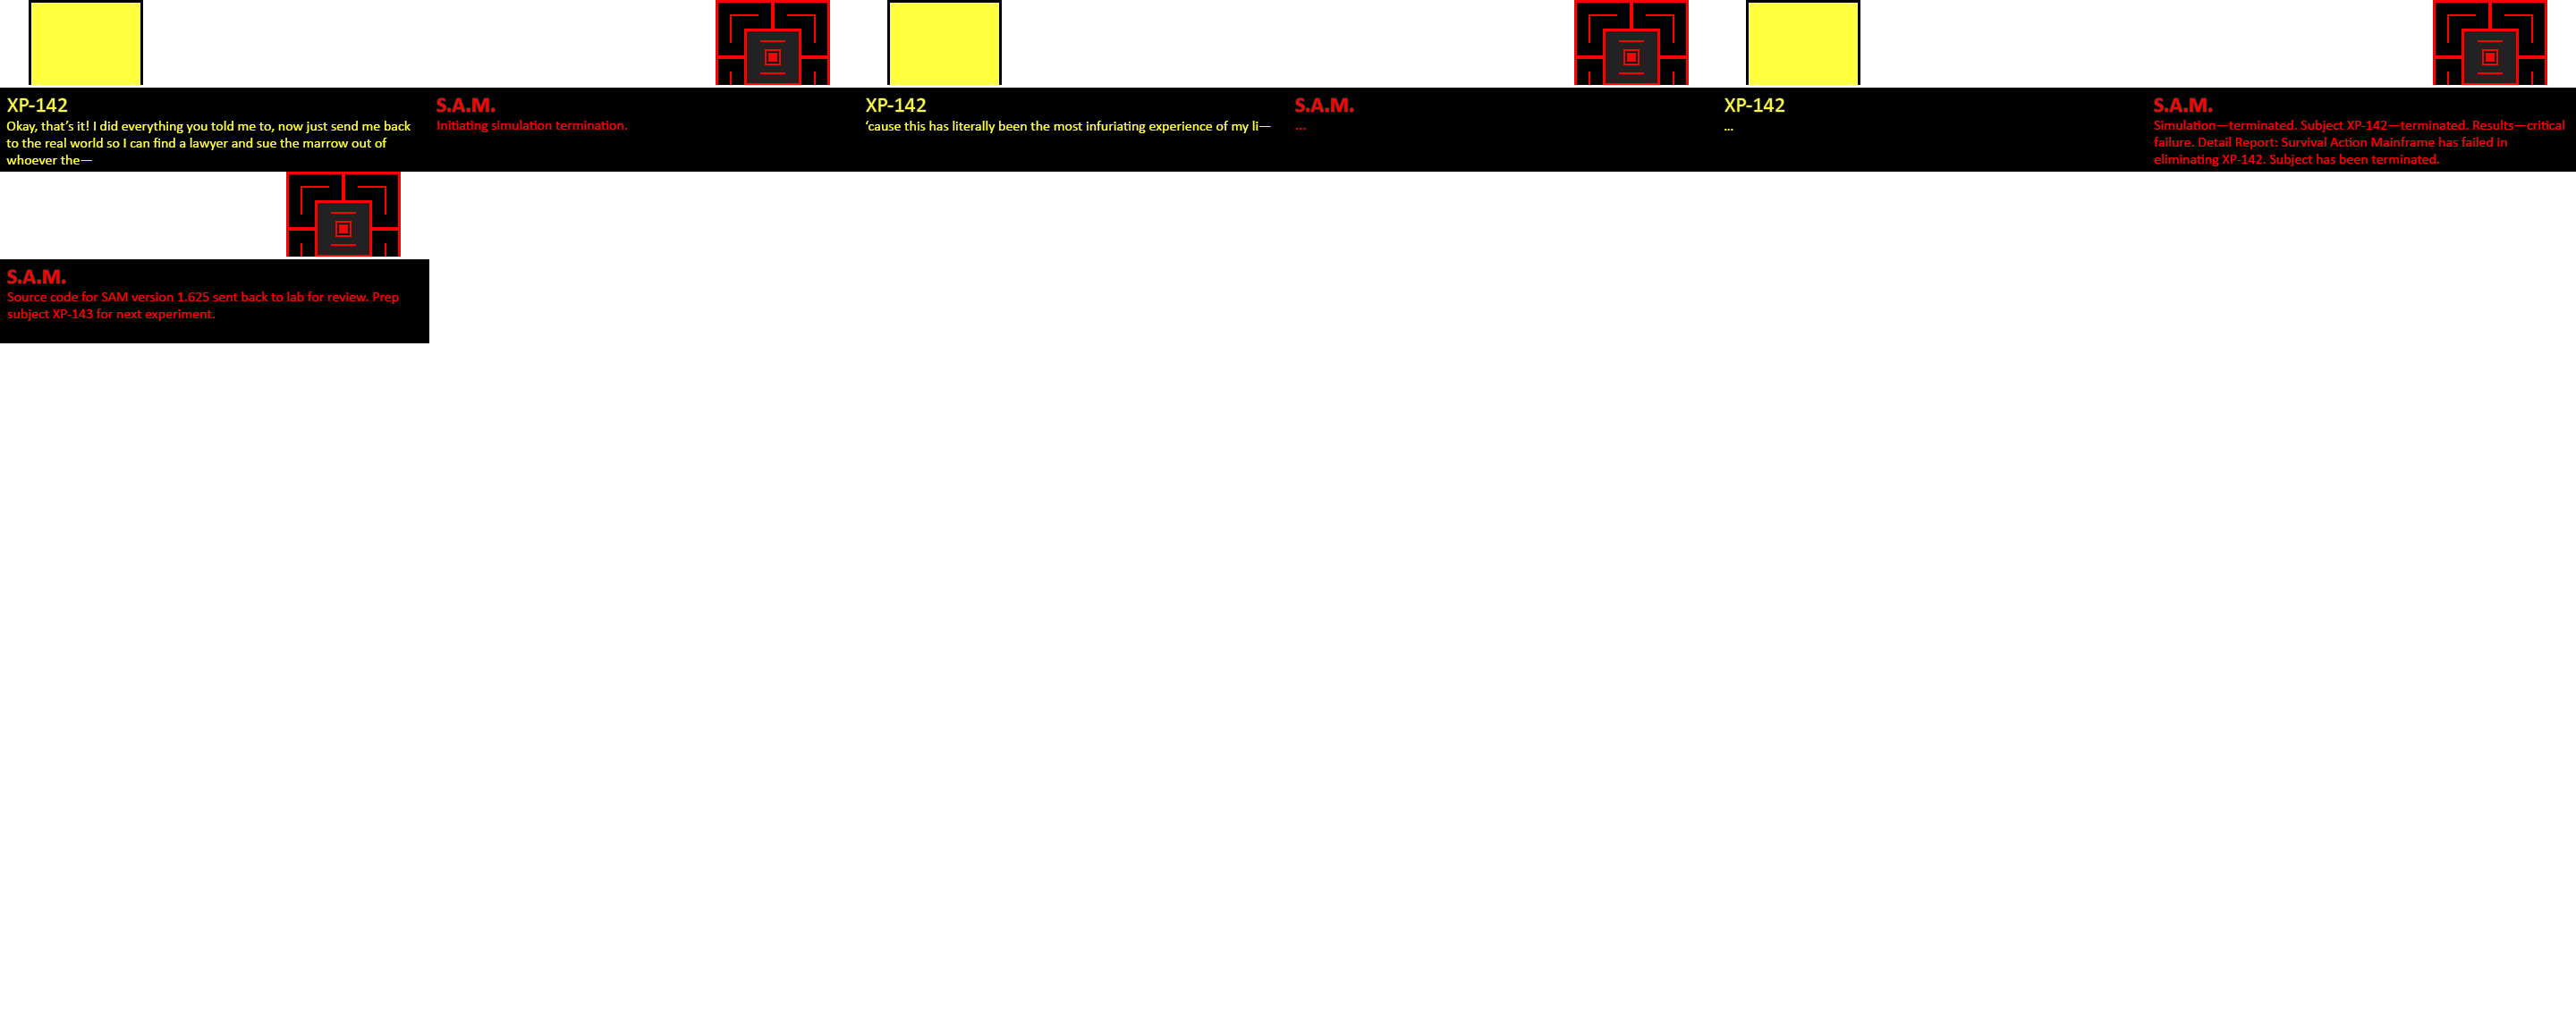 XP-142
Okay, that’s it! I did everything you told me to, now just send me back
to the real world so I can find a lawyer and sue the marrow out of
whoever the—
S.A.M.
Initiating simulation termination.
XP-142
‘cause this has literally been the most infuriating experience of my li—
S.A.M.
...
XP-142
...
S.A.M.
Simulation—terminated. Subject XP-142—terminated. Results—critical
failure. Detail Report: Survival Action Mainframe has failed in
eliminating XP-142. Subject has been terminated.
S.A.M.
Source code for SAM version 1.625 sent back to lab for review. Prep
subject XP-143 for next experiment.